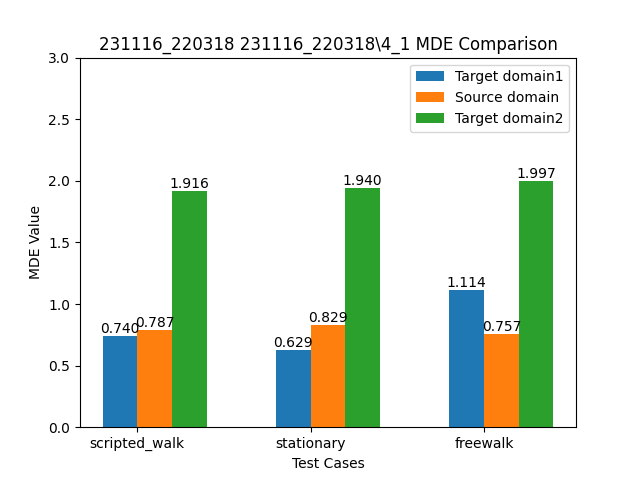 231116_220318 231116_220318\4_1 MDE Comparison
3.0
2.5
2.0
1.5
1.0
0.5
0.0
MDE Value
Target domain1
Source domain
Target domain2
0.740
0.787
1.916
0.629
0.829
1.940
1.114
0.757
1.997
scripted_walk
stationary
freewalk
Test Cases